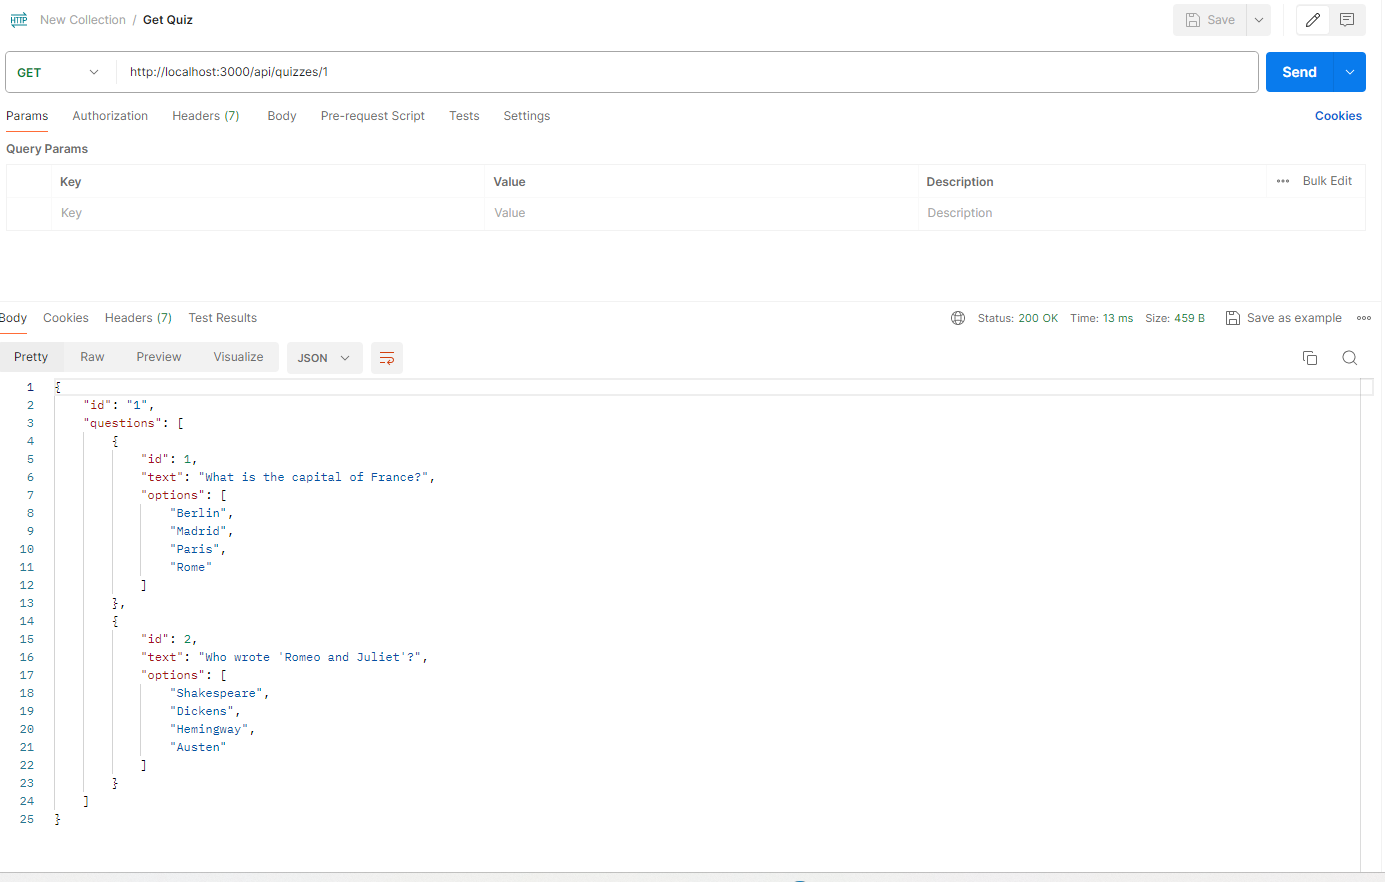 HTTP New Collection / Get Quiz Save
GET http://localhost:3000/api/quizzes/1 Send
Params Authorization Headers (7) Body Pre-request Script Tests Settings Cookies
Query Params
Key Value Description ••• Bulk Edit
Key Value Description
Body Cookies Headers (7) Test Results Status: 200 OK Time: 13 ms Size: 459 B Save as example
Pretty Raw Preview Visualize JSON
1 {
2 "id": "1",
3 "questions": [
4 {
5 "id": 1,
6 "text": "What is the capital of France?",
7 "options": [
8 "Berlin",
9 "Madrid",
10 "Paris",
11 "Rome"
12 ]
13 },
14 {
15 "id": 2,
16 "text": "Who wrote 'Romeo and Juliet'?",
17 "options": [
18 "Shakespeare",
19 "Dickens",
20 "Hemingway",
21 "Austen"
22 ]
23 }
24 ]
25 }